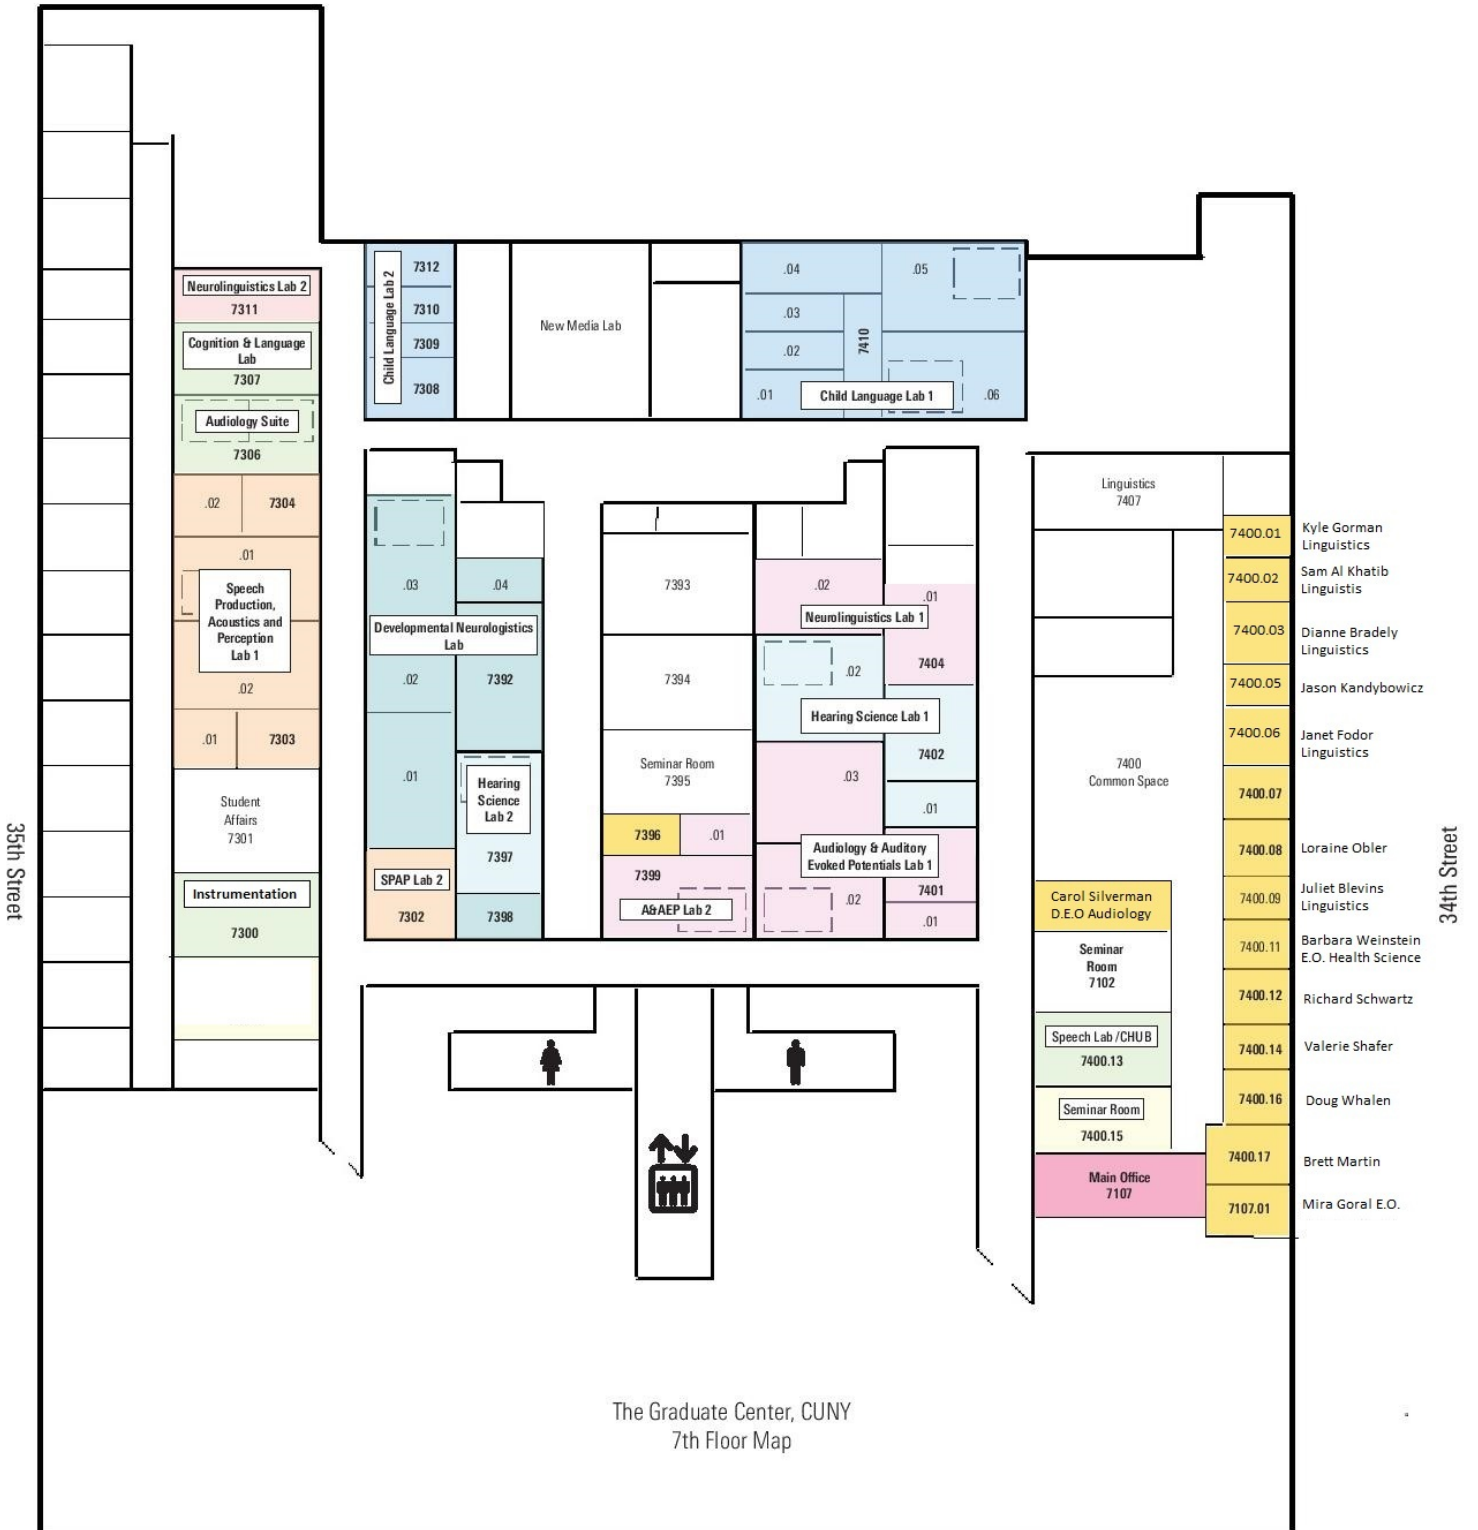 35th Street
Neurolinguistics Lab 2
7311
Cognition & Language
Lab
7307
Audiology Suite
7306
.02
7304
.01
Speech
Production,
Acoustics and
Perception
Lab 1
.02
.01
7303
Student
Affairs
7301
Instrumentation
7300
Child Language Lab 2
7312
7310
7309
7308
New Media Lab
.04
.05
.03
.02
7410
.01
Child Language Lab 1
.06
.03
.04
Developmental Neurologistics
Lab
.02
7392
.01
Hearing
Science
Lab 2
7397
SPAP Lab 2
7302
7398
7393
7394
Seminar Room
7395
7396
.01
7399
A&AEP Lab 2
.02
.01
Neurolinguistics Lab 1
7404
.02
Hearing Science Lab 1
7402
.03
.01
Audiology & Auditory
Evoked Potentials Lab 1
7401
.02
.01
Linguistics
7407
7400
Common Space
Carol Silverman
D.E.O Audiology
Seminar
Room
7102
Speech Lab /CHUB
7400.13
Seminar Room
7400.15
Main Office
7107
7400.01
Kyle Gorman
Linguistics
7400.02
Sam Al Khatib
Linguistis
7400.03
Dianne Bradely
Linguistics
7400.05
Jason Kandybowicz
7400.06
Janet Fodor
Linguistics
7400.07
7400.08
Loraine Obler
7400.09
Juliet Blevins
Linguistics
7400.11
Barbara Weinstein
E.O. Health Science
7400.12
Richard Schwartz
7400.14
Valerie Shafer
7400.16
Doug Whalen
7400.17
Brett Martin
7107.01
Mira Goral E.O.
34th Street
The Graduate Center, CUNY
7th Floor Map